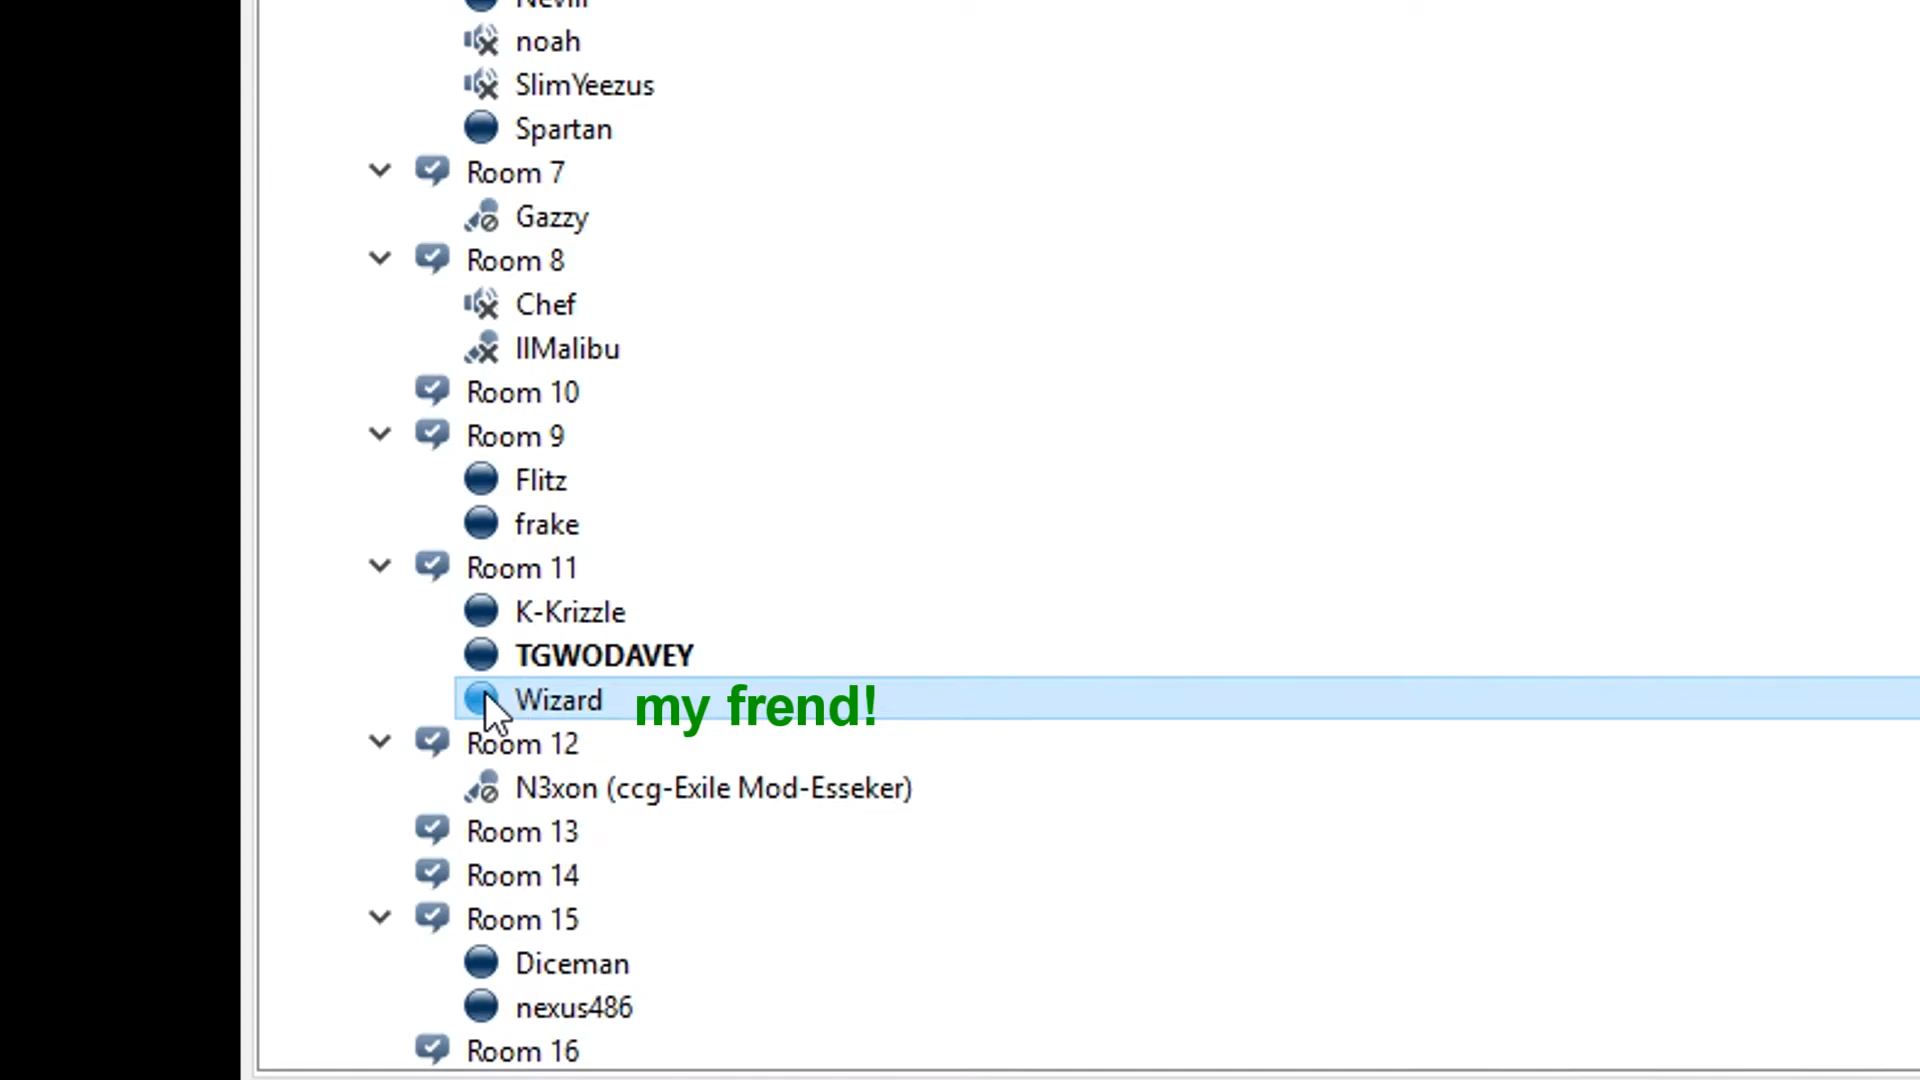 Nevill
noah
SlimYeezus
Spartan
Room 7
Gazzy
Room 8
Chef
IIMalibu
Room 10
Room 9
Flitz
frake
Room 11
K-Krizzle
TGWODAVEY
Wizard my frend!
Room 12
N3xon (ccg-Exile Mod-Esseker)
Room 13
Room 14
Room 15
Diceman
nexus486
Room 16